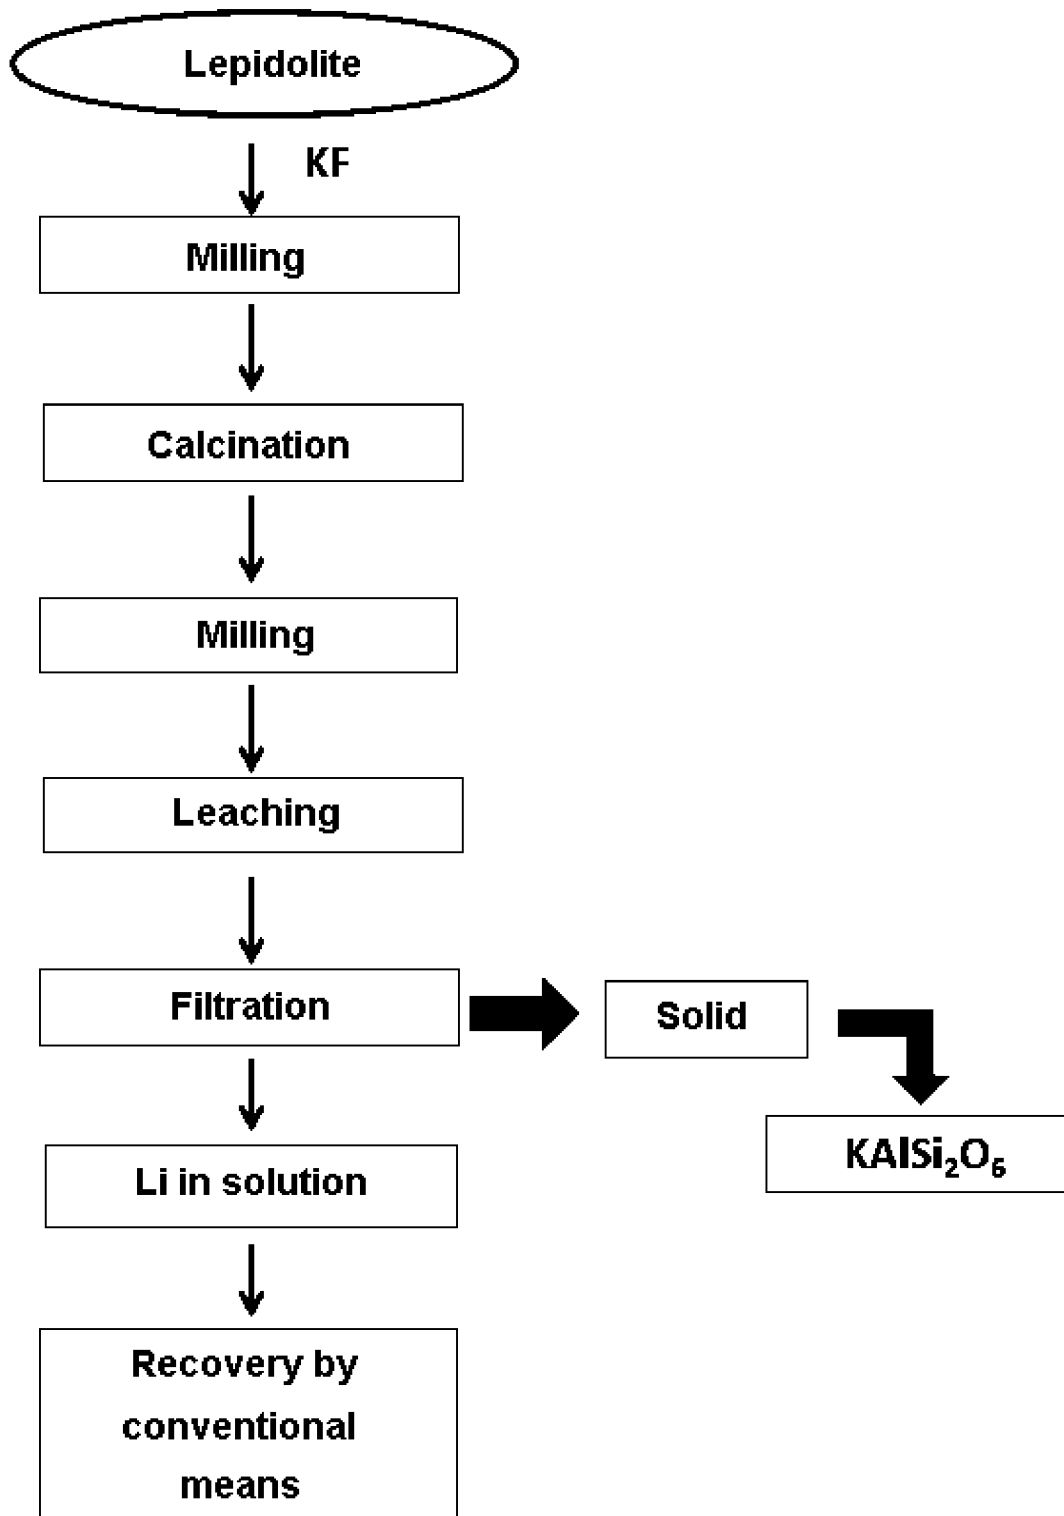 Lepidolite
KF
Milling
Calcination
Milling
Leaching
Filtration
Solid
KAlSi₂O₆
Li in solution
Recovery by
conventional
means